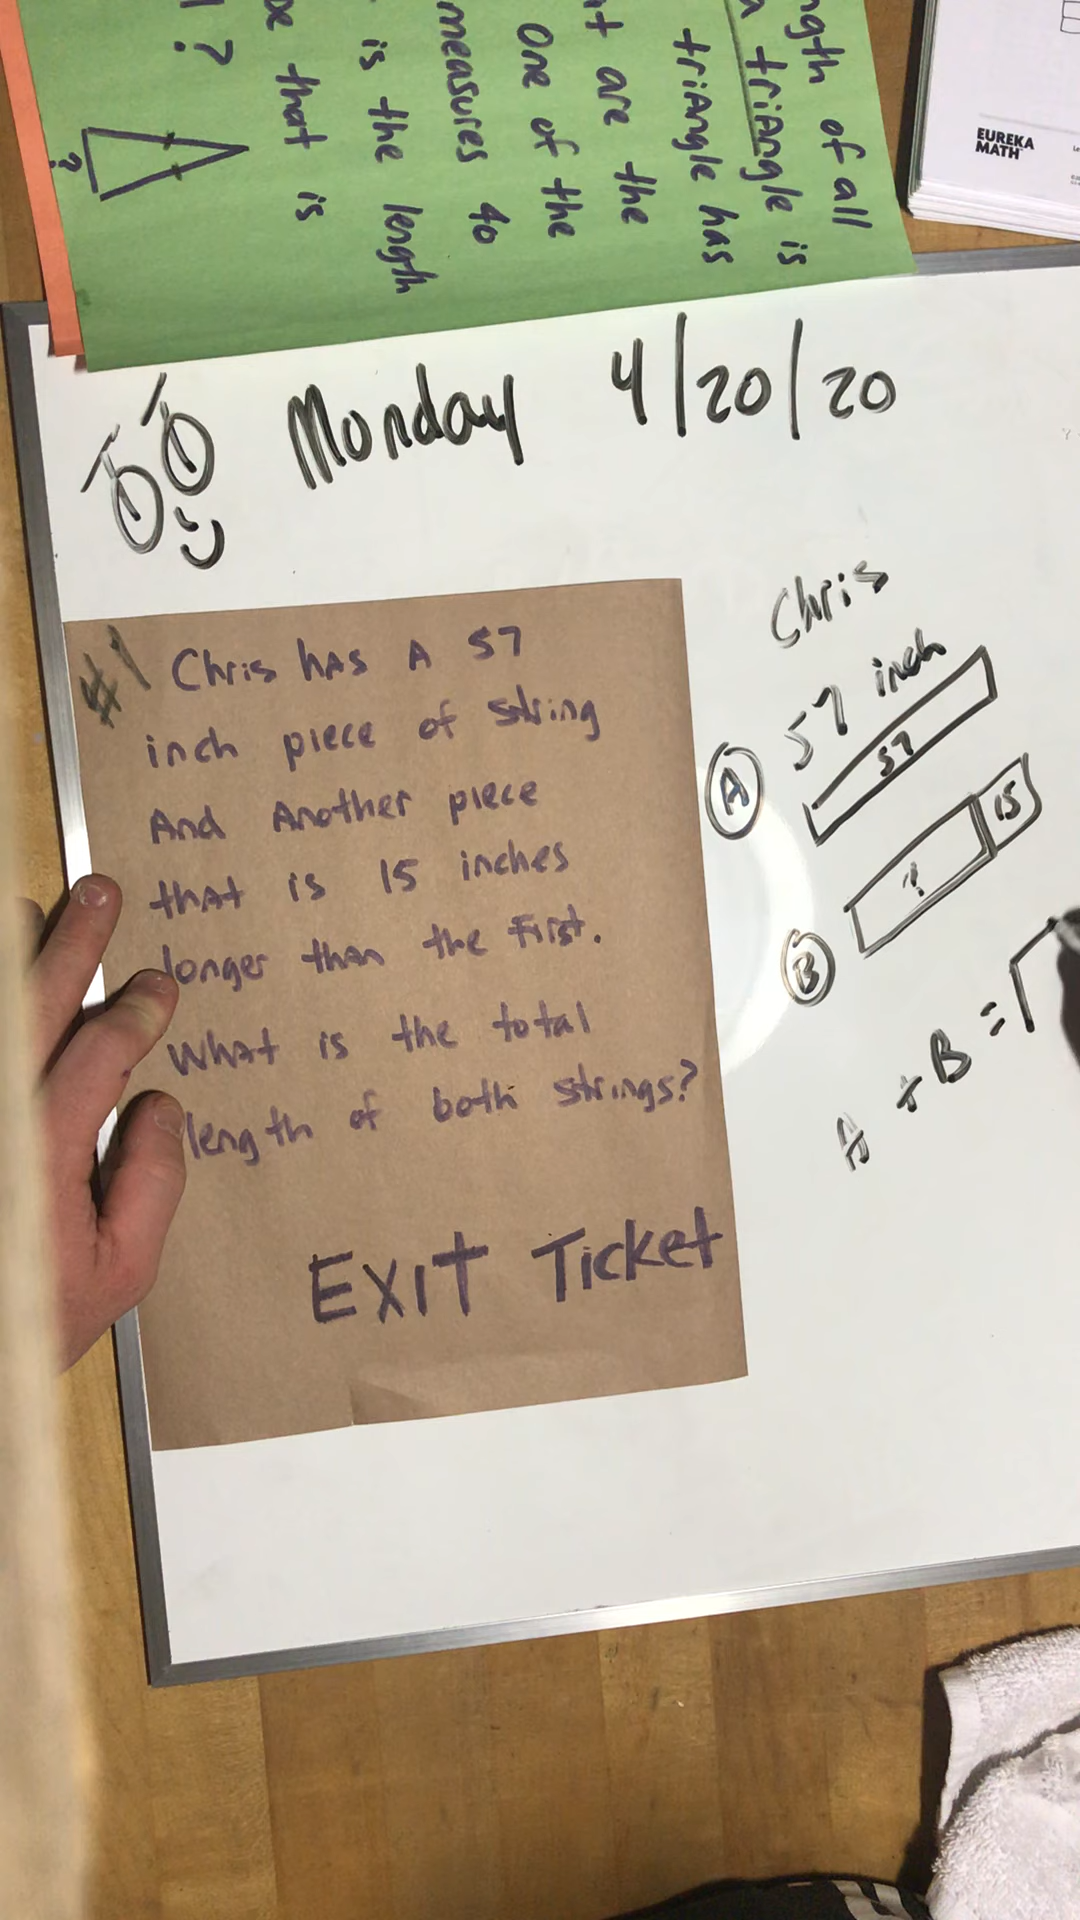 ngth of all
a triangle is
triangle has
t are the
One of the
measures 40
is the length
be that is
?
?
EUREKA
MATH
Monday 4/20/20
#1 Chris has A 57
inch piece of string
And Another piece
that is 15 inches
longer than the first.
What is the total
length of both strings?
EXIT Ticket
Chris
57 inch
A
57
? 15
B
A + B =